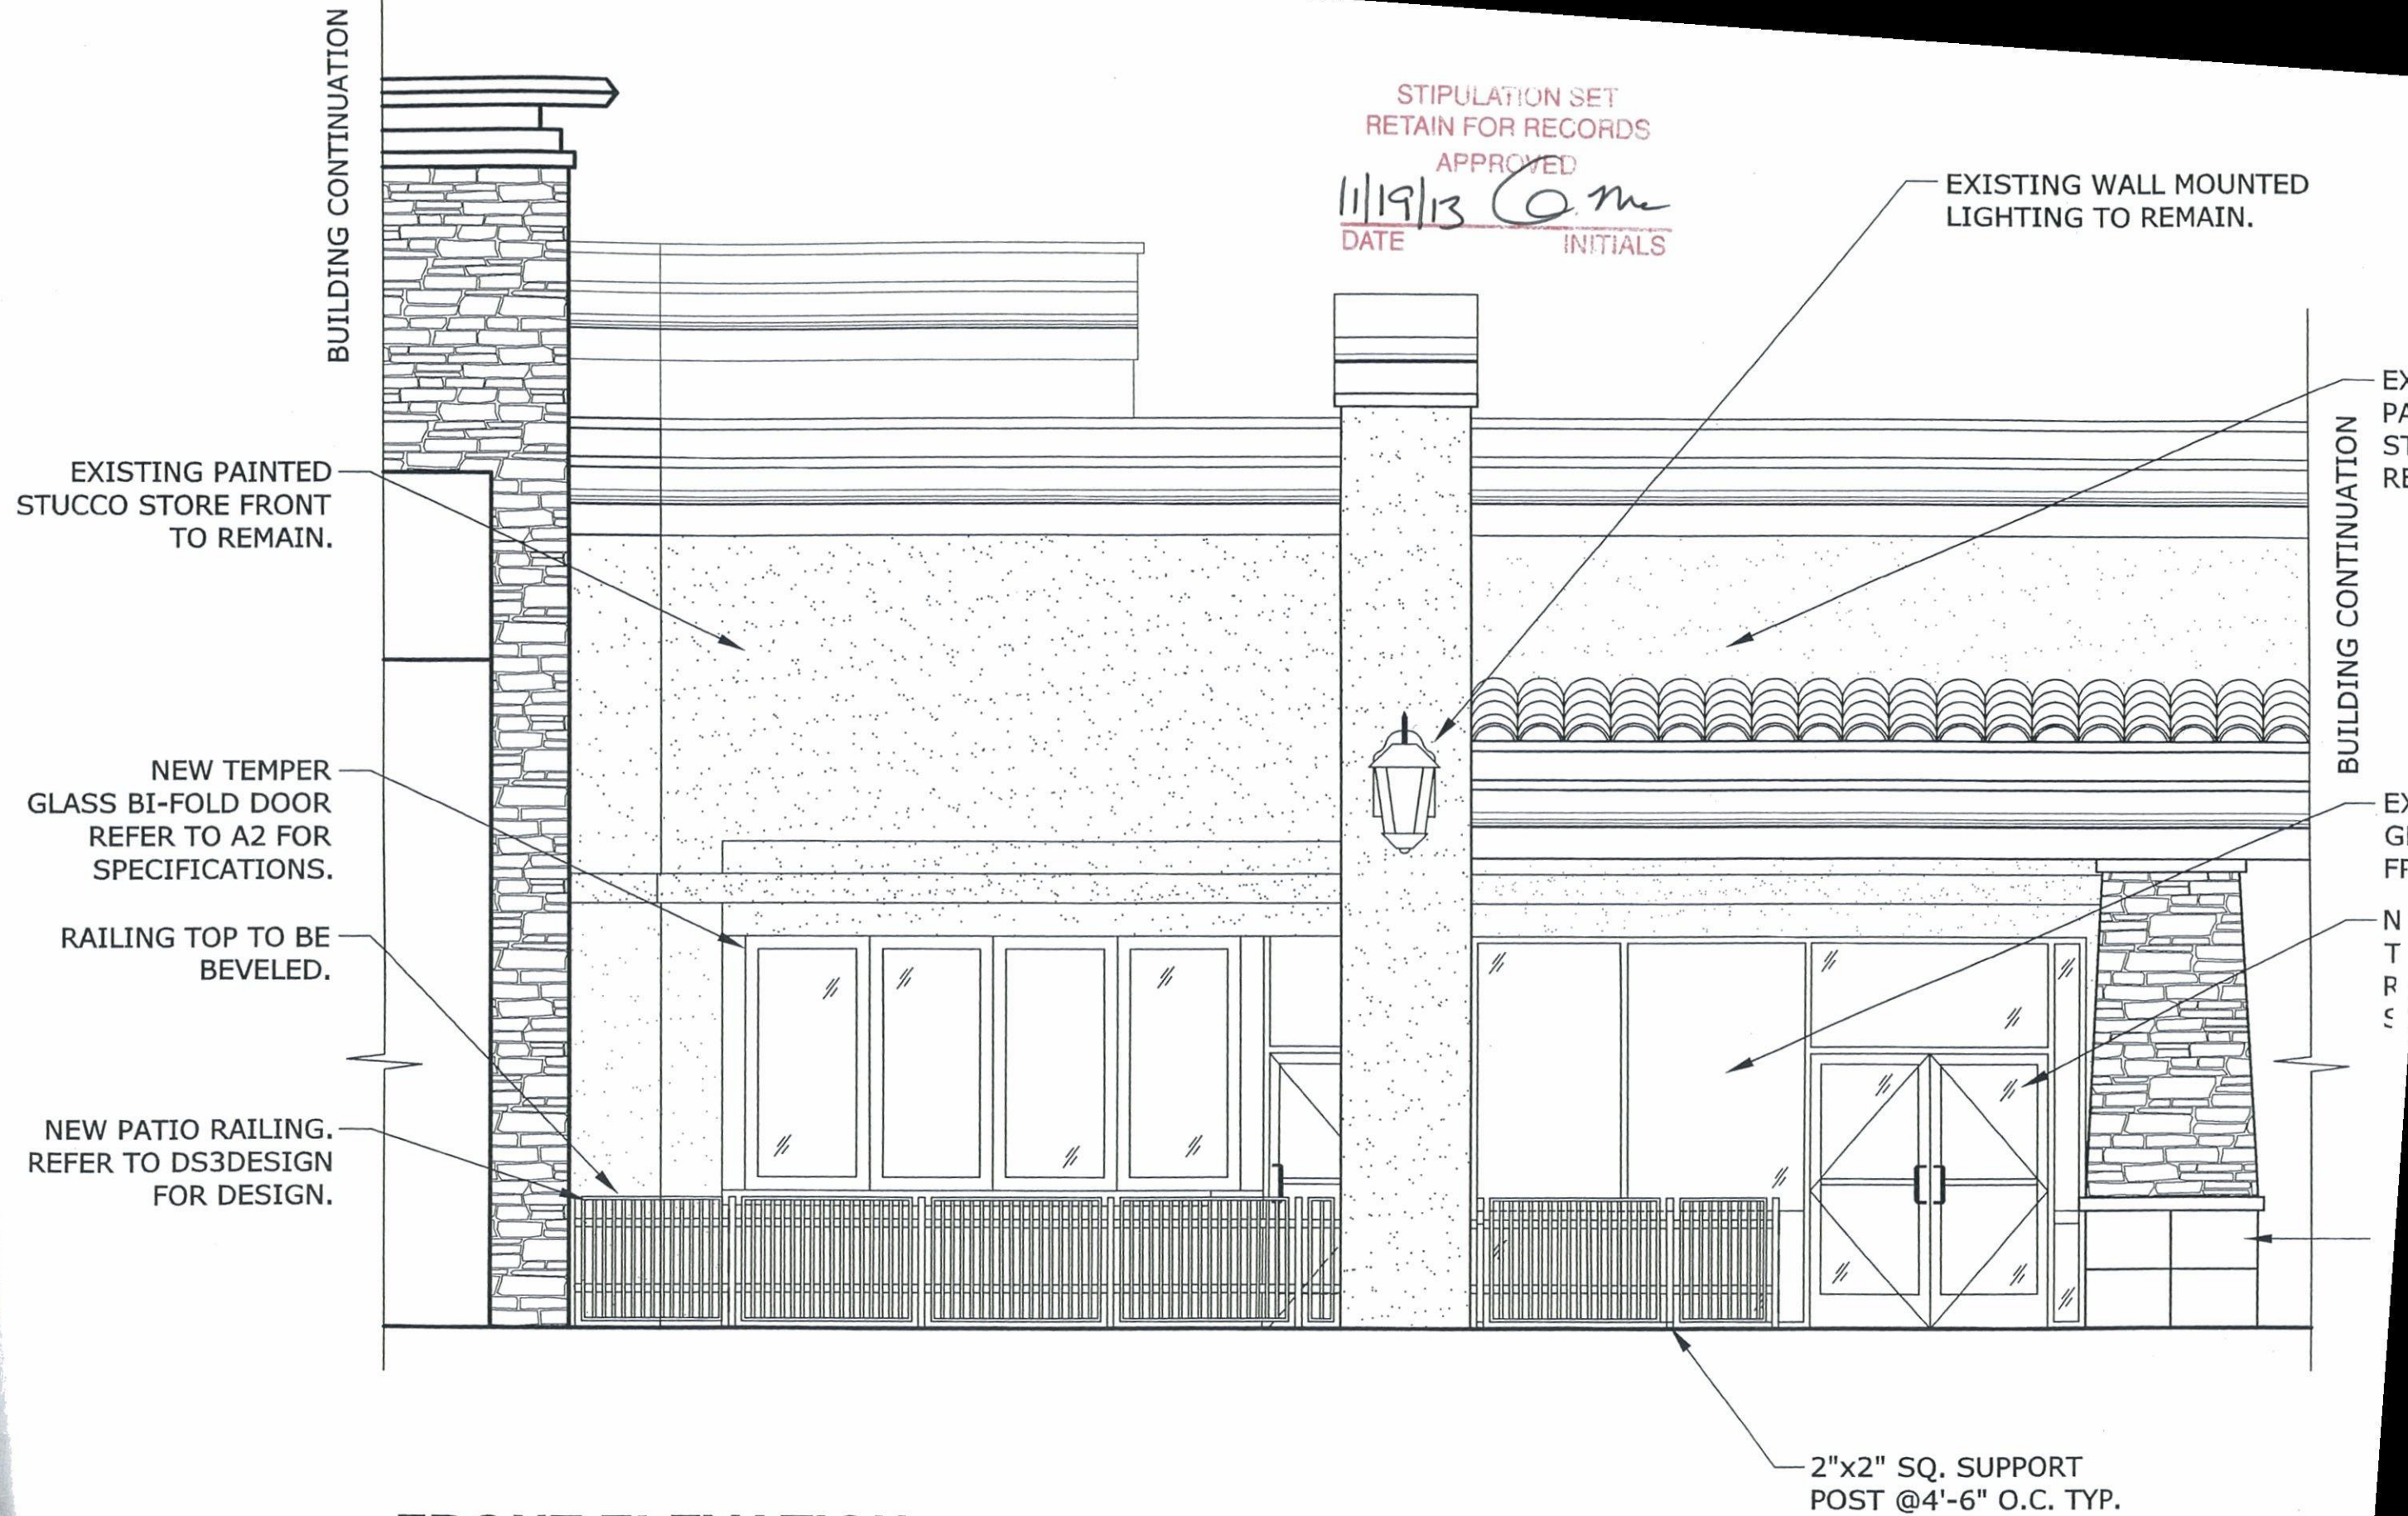 BUILDING CONTINUATION
STIPULATION SET
RETAIN FOR RECORDS
APPROVED
11/19/13
DATE INITIALS
EXISTING WALL MOUNTED
LIGHTING TO REMAIN.
EXISTING PAINTED
STUCCO STORE FRONT
TO REMAIN.
BUILDING CONTINUATION
NEW TEMPER
GLASS BI-FOLD DOOR
REFER TO A2 FOR
SPECIFICATIONS.
RAILING TOP TO BE
BEVELED.
NEW PATIO RAILING.
REFER TO DS3DESIGN
FOR DESIGN.
2"x2" SQ. SUPPORT
POST @4'-6" O.C. TYP.